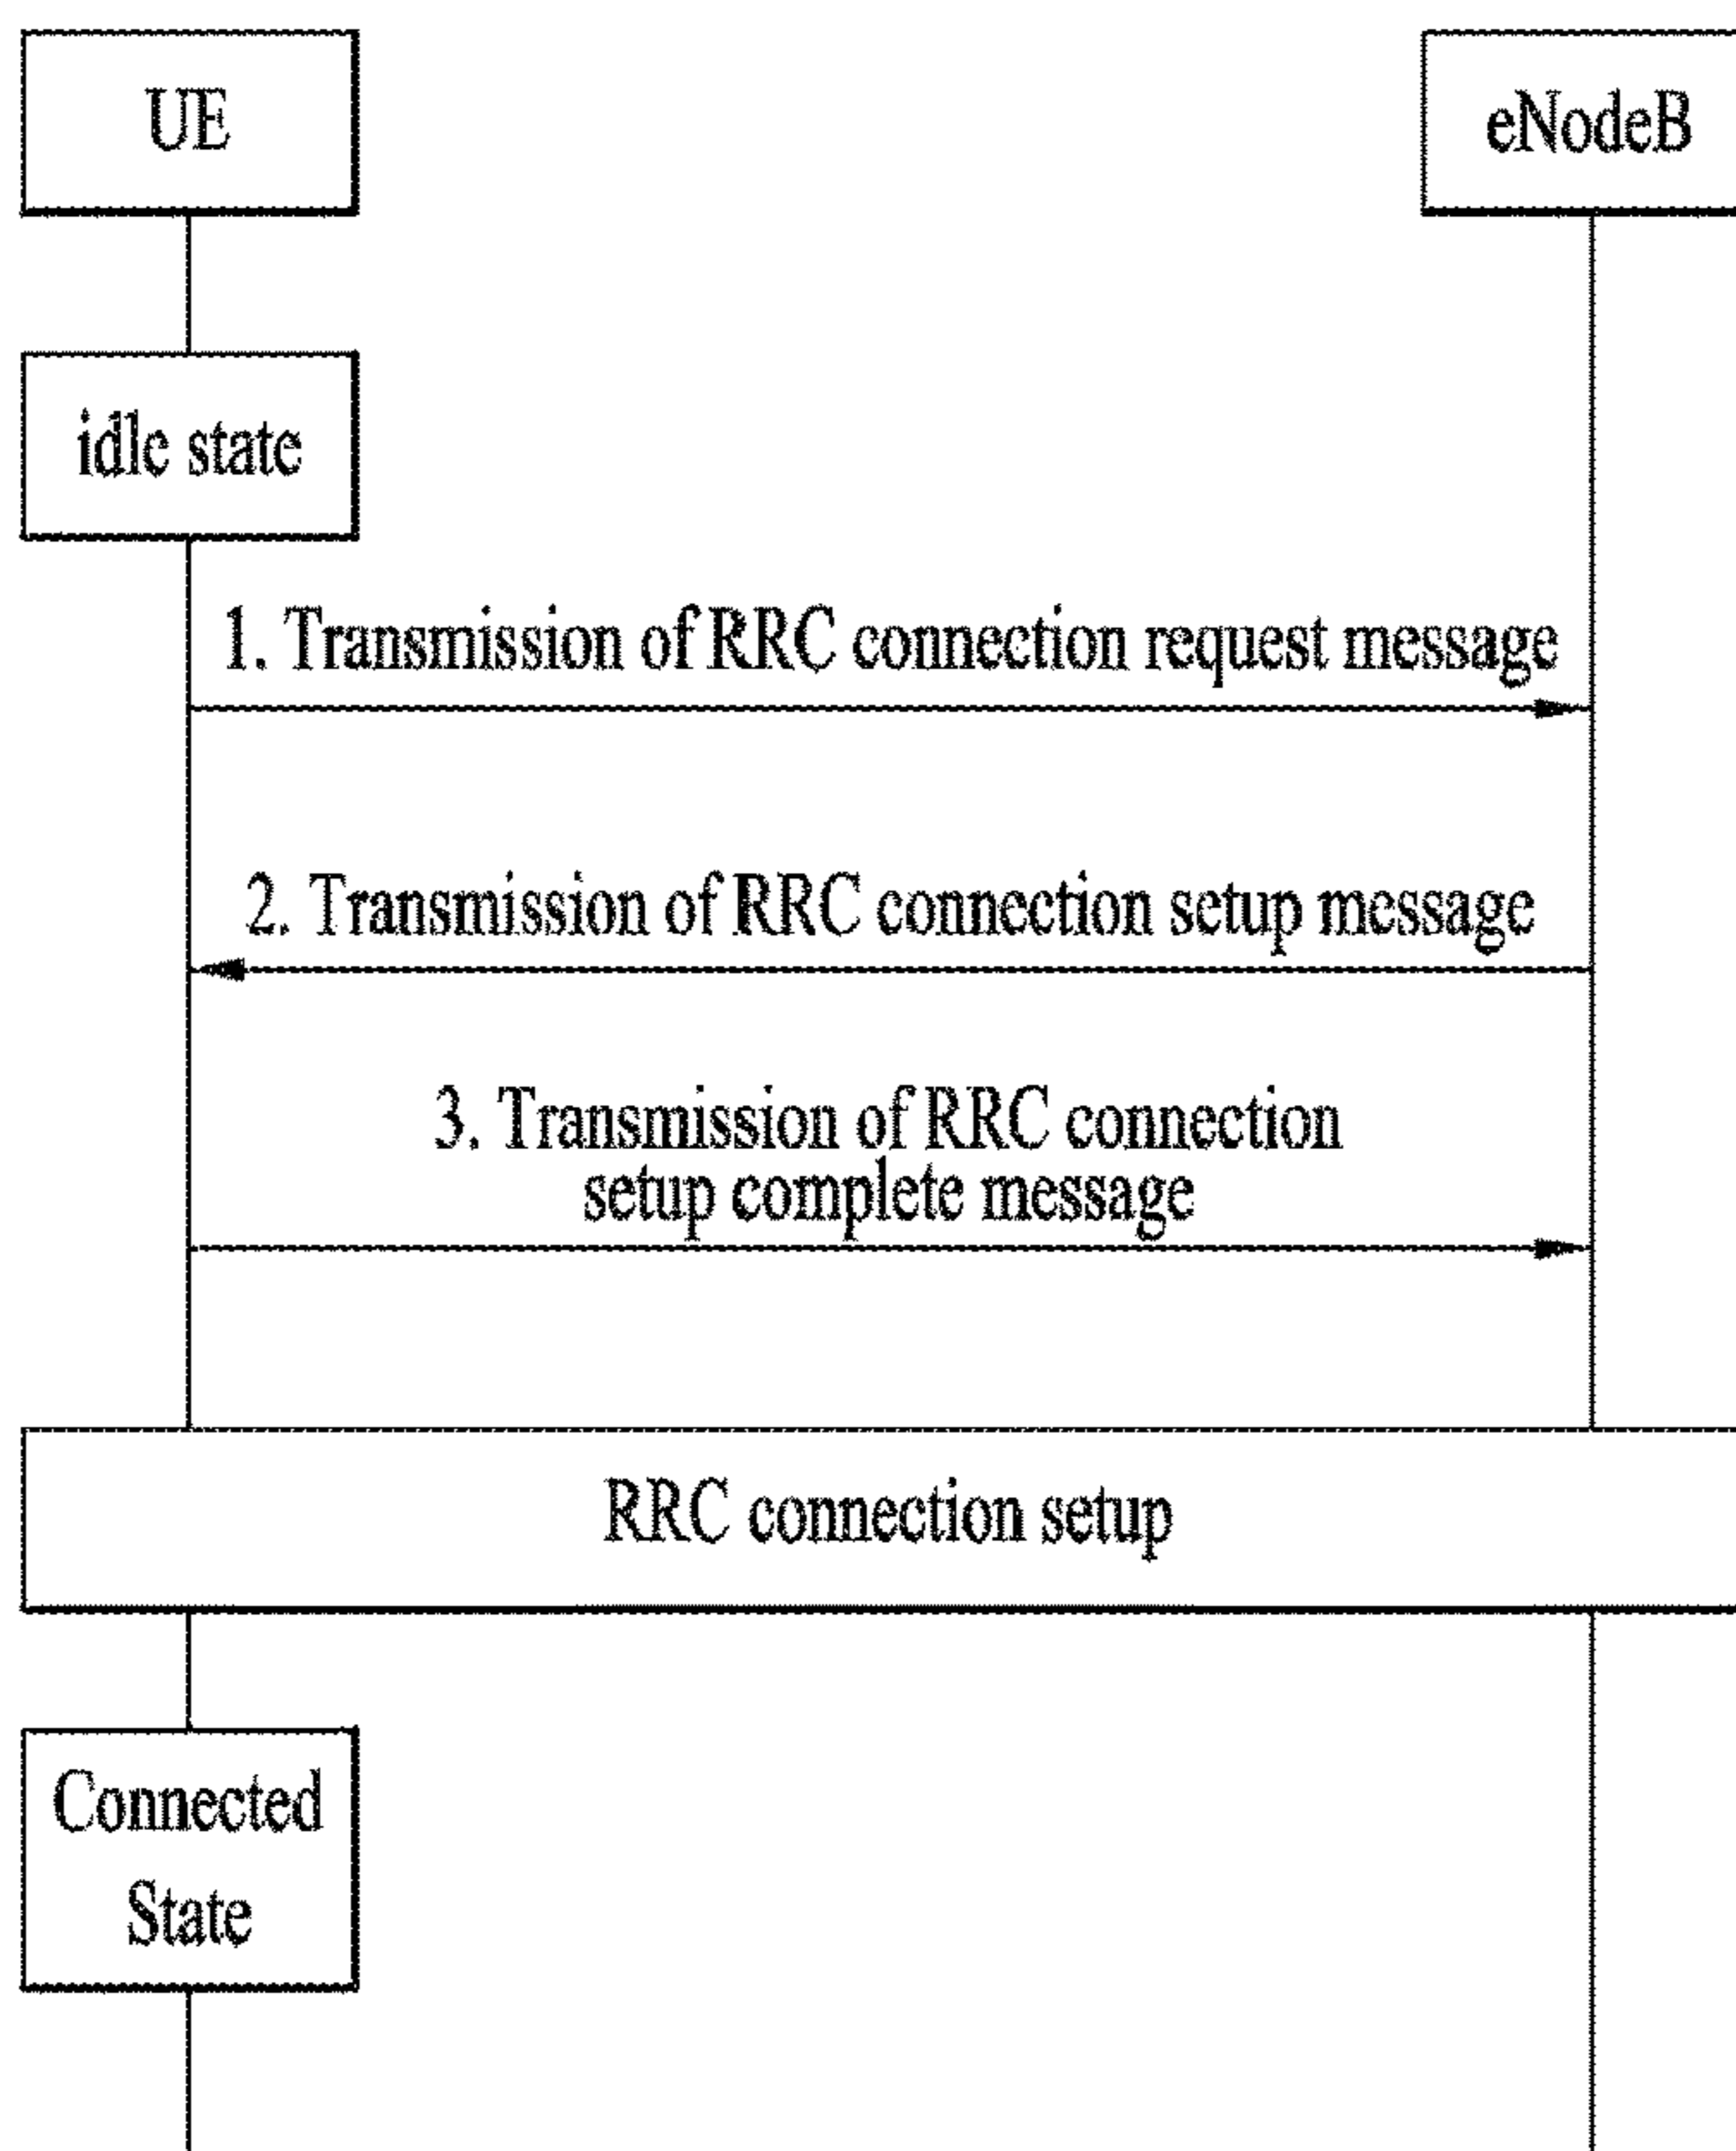 UE
eNodeB
idle state
1. Transmission of RRC connection request message
2. Transmission of RRC connection setup message
3. Transmission of RRC connection
setup complete message
RRC connection setup
Connected
State